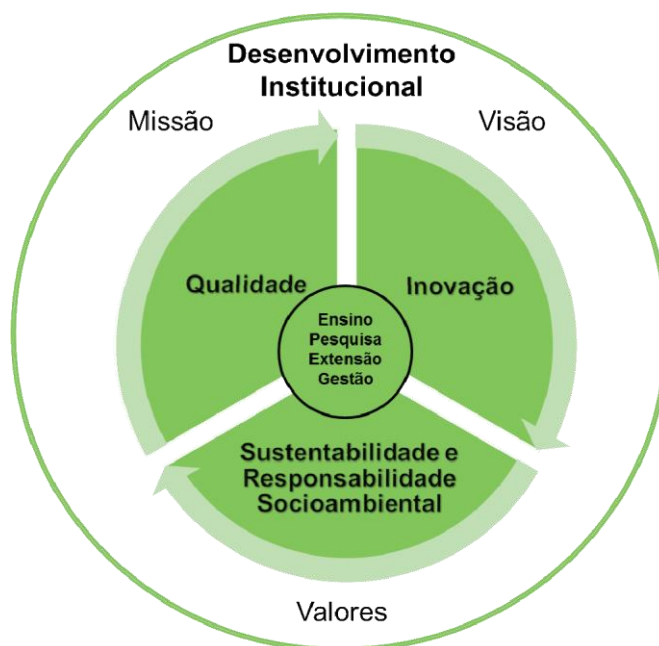 Desenvolvimento
Institucional
Missão
Visão
Qualidade
Inovação
Ensino
Pesquisa
Extensão
Gestão
Sustentabilidade e
Responsabilidade
Socioambiental
Valores